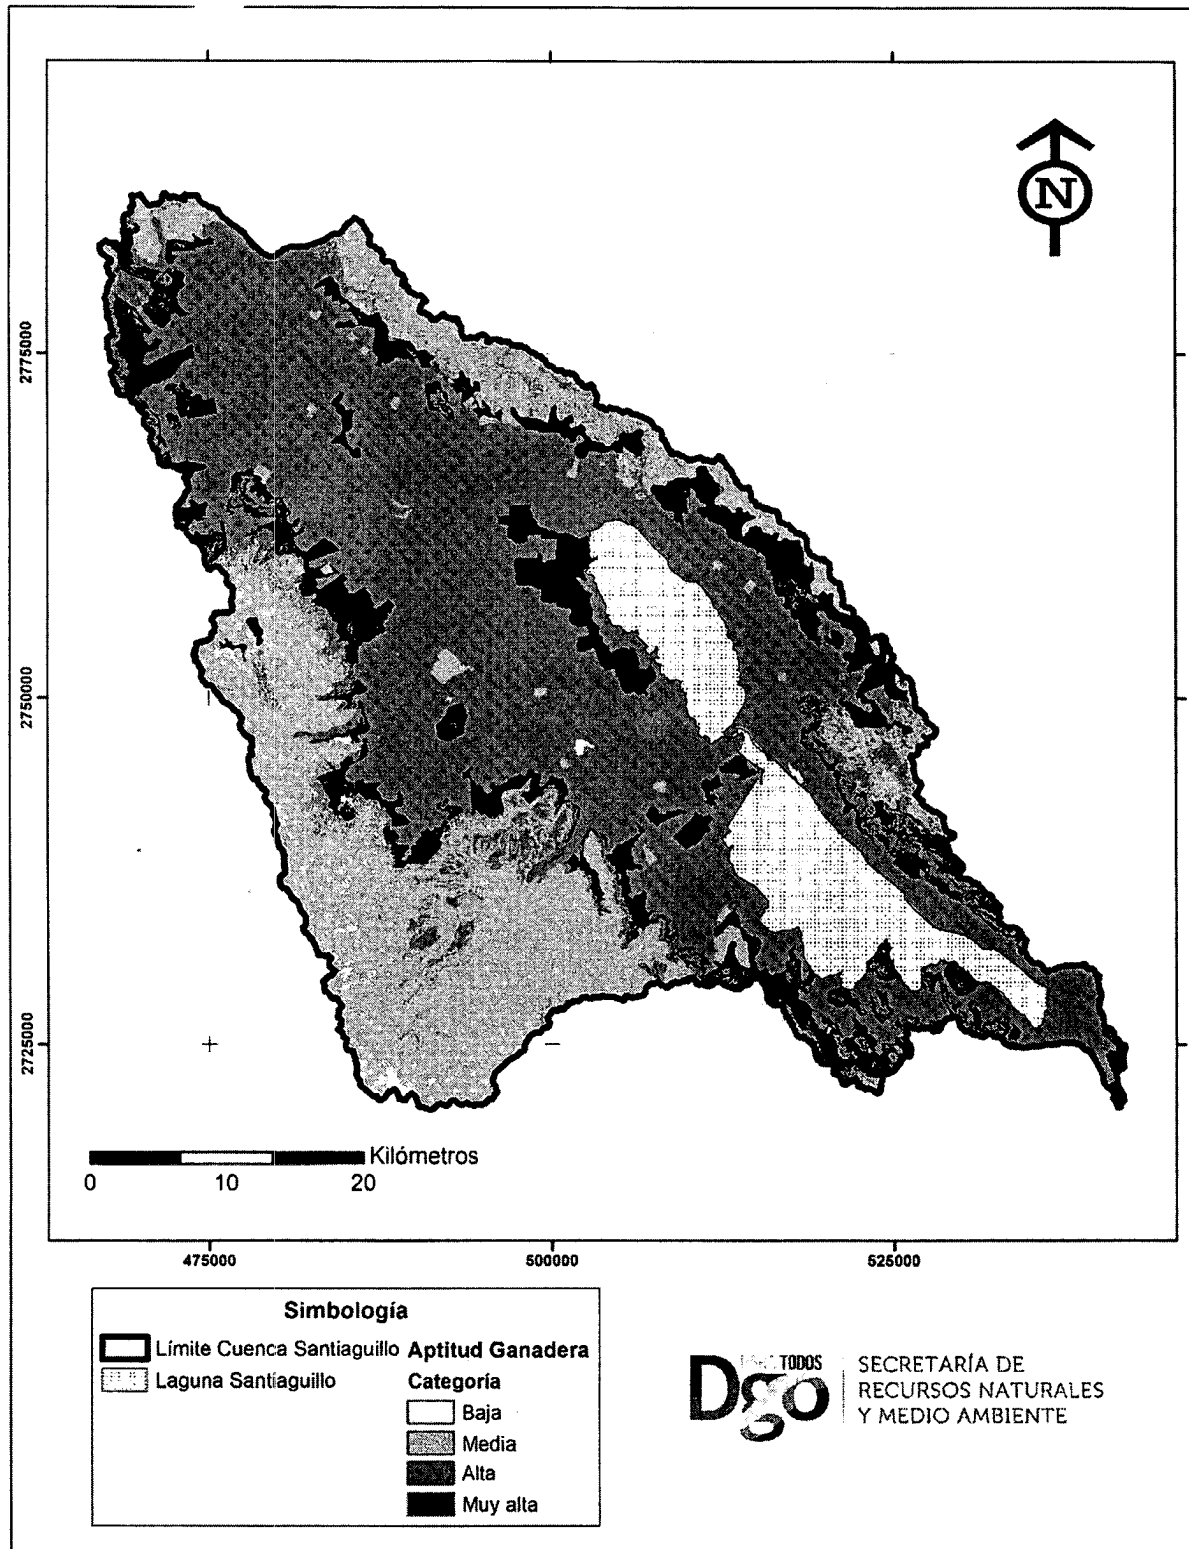 N
2775000
2750000
2725000
Kilómetros
0 10 20
475000 500000 525000
Simbología
Límite Cuenca Santiaguillo
Laguna Santiaguillo
Aptitud Ganadera
Categoría
Baja
Media
Alta
Muy alta
Dgo
TODOS
SECRETARÍA DE
RECURSOS NATURALES
Y MEDIO AMBIENTE